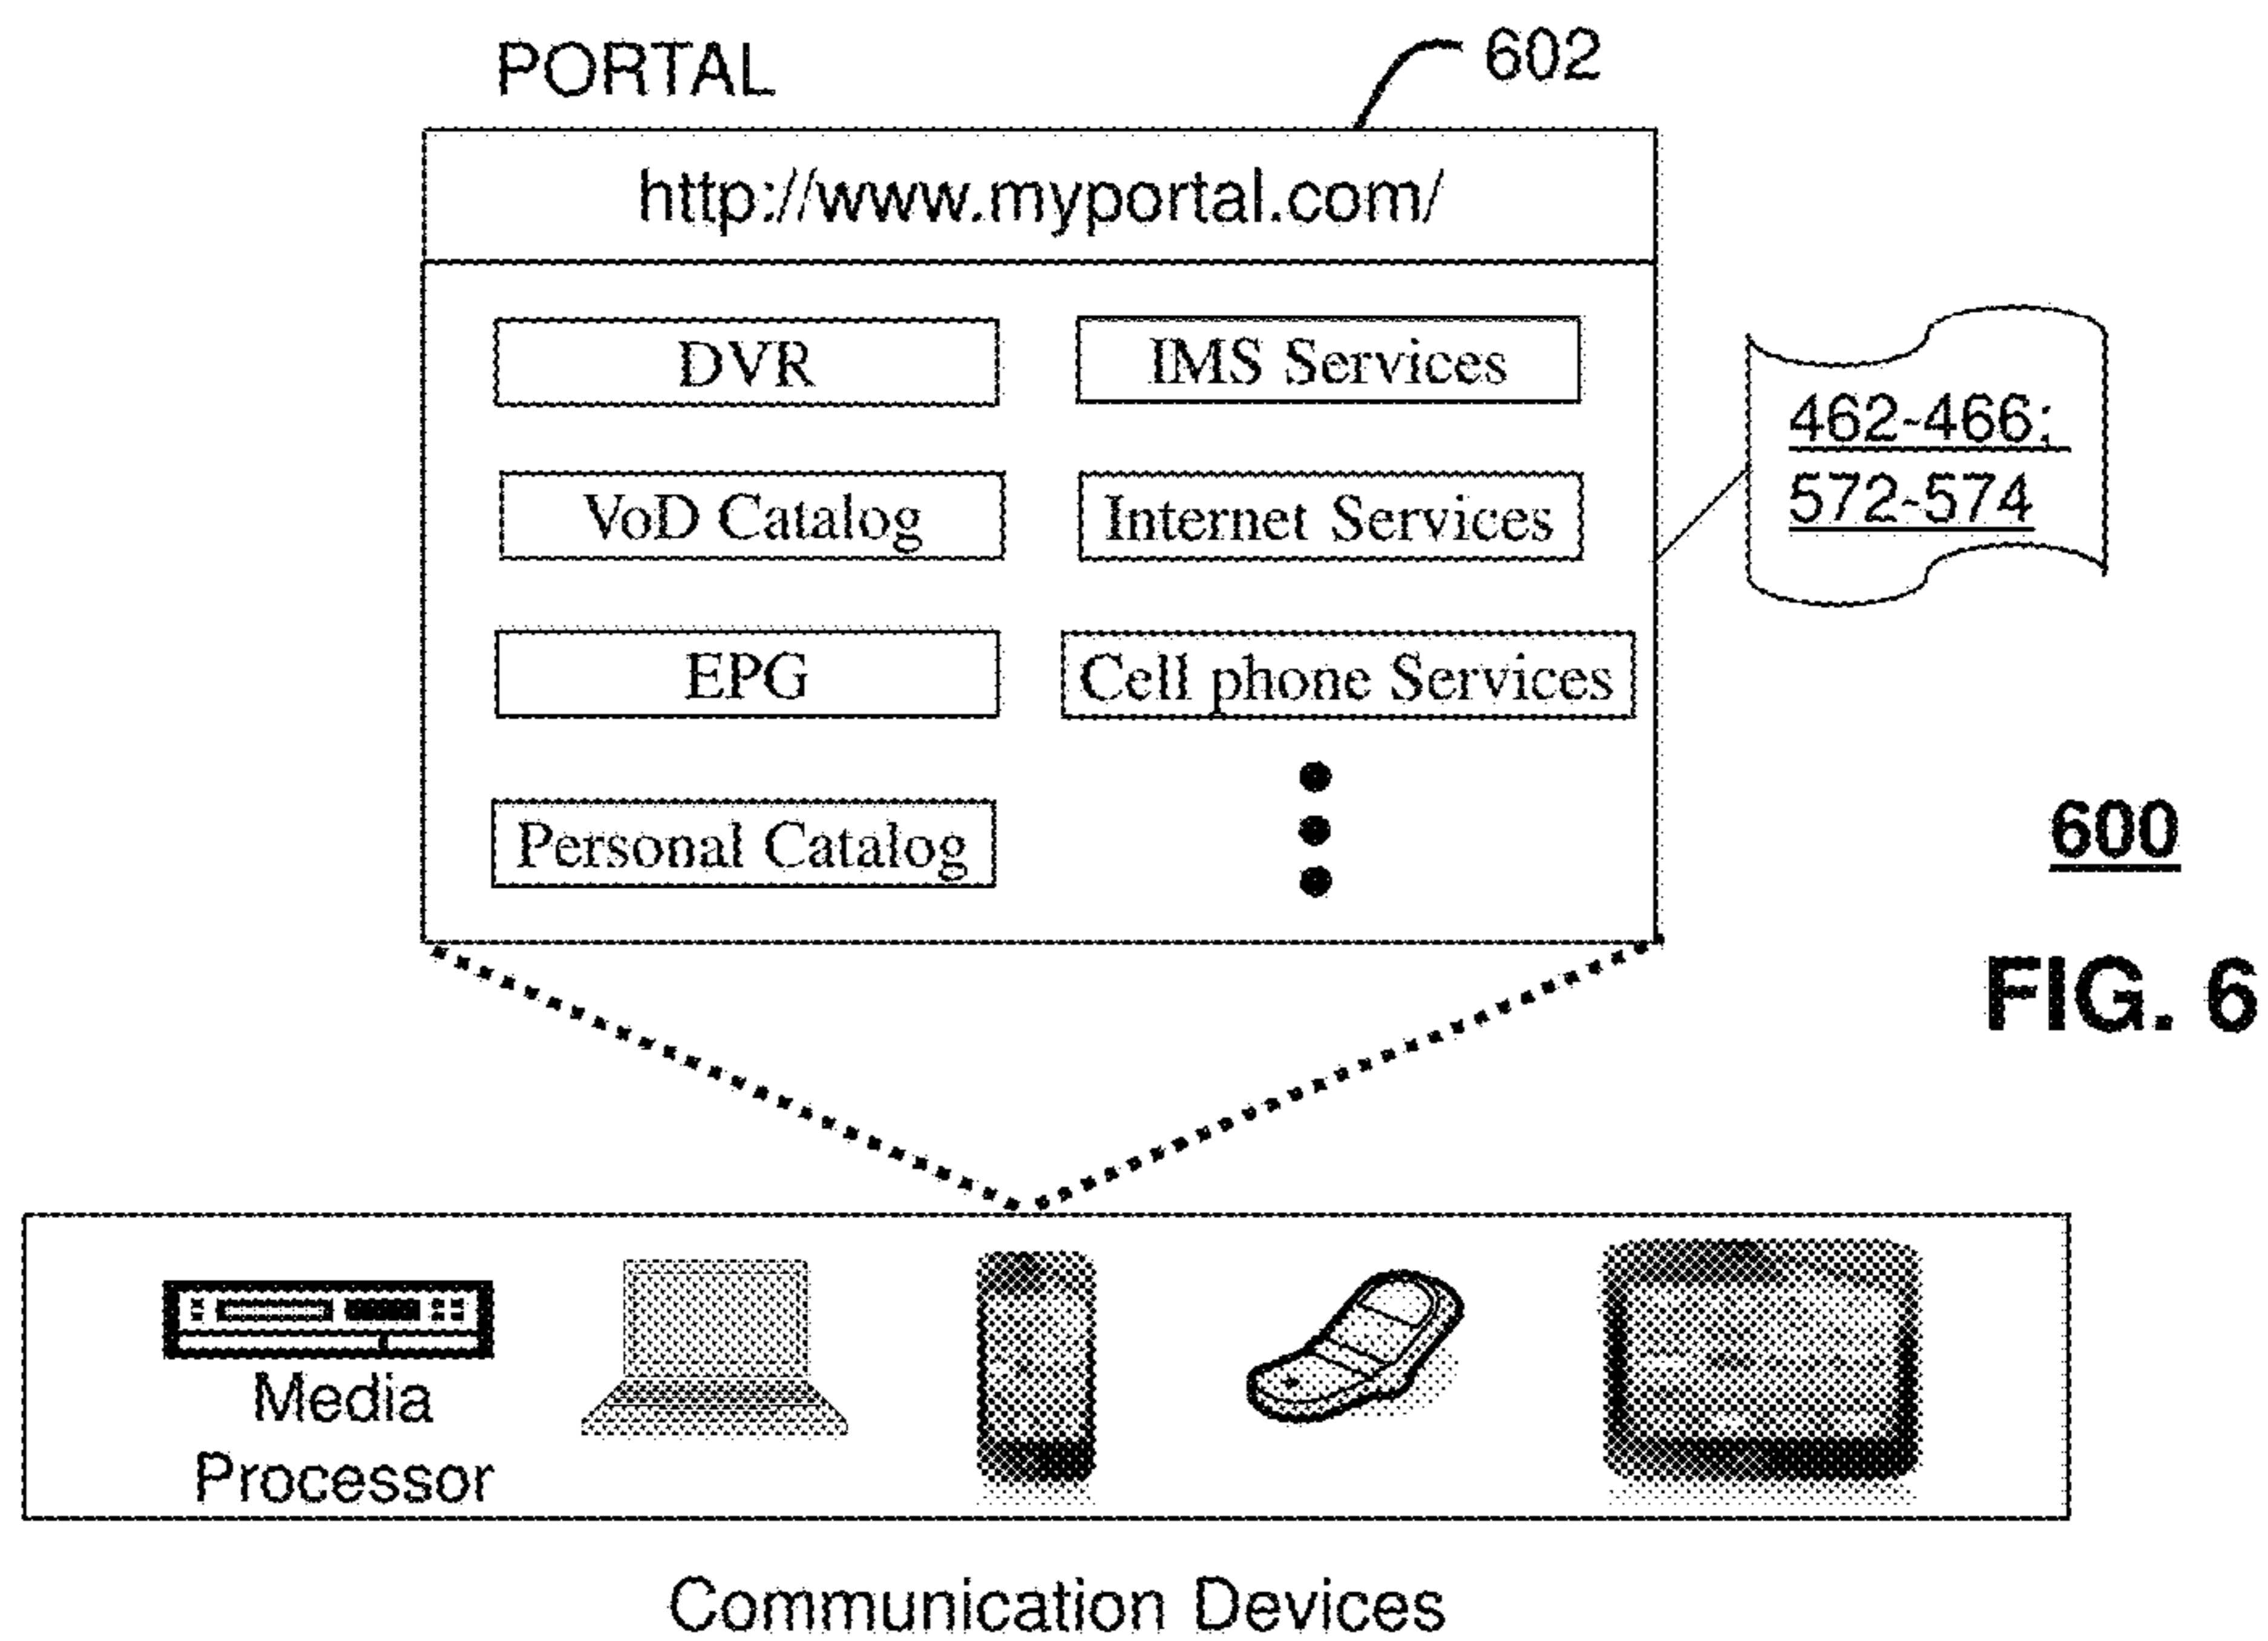 PORTAL
602
http://www.myportal.com/
DVR
IMS Services
VoD Catalog
Internet Services
EPG
Cell phone Services
Personal Catalog
462-466;
572-574
600
FIG. 6
Media
Processor
Communication Devices